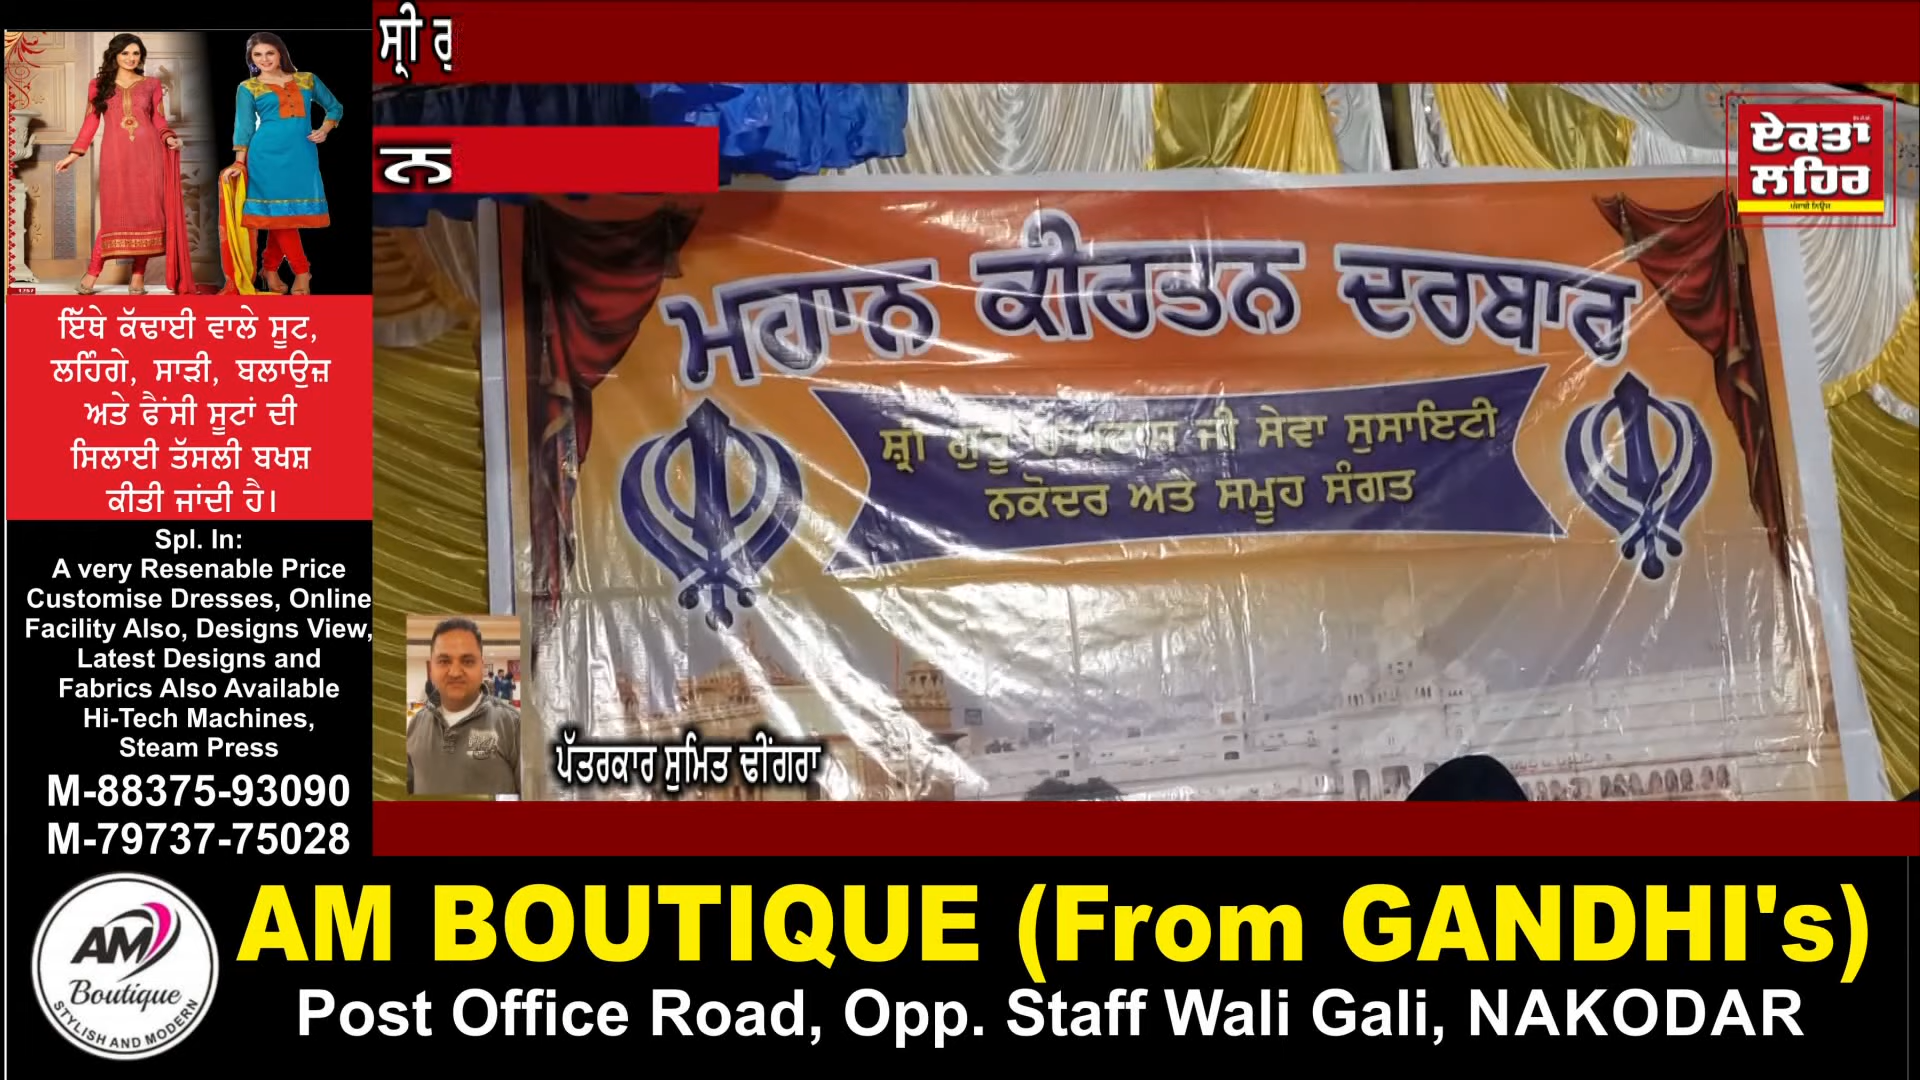 ਸ੍ਰੀ
ਨ
ਏਕਤਾ
ਲਹਿਰ
ਪੰਜਾਬੀ ਨਿਊਜ਼
ਮਹਾਨ ਕੀਰਤਨ ਦਰਬਾਰ
ਸ਼੍ਰੀ ਗੁਰੂ ਰਾਮਦਾਸ ਜੀ ਸੇਵਾ ਸੁਸਾਇਟੀ
ਨਕੋਦਰ ਅਤੇ ਸਮੂਹ ਸੰਗਤ
ਪੱਤਰਕਾਰ ਸੁਮਿਤ ਢੀਂਗਰਾ
ਇੱਥੇ ਕੱਢਾਈ ਵਾਲੇ ਸੂਟ,
ਲਹਿੰਗੇ, ਸਾੜੀ, ਬਲਾਉਜ਼
ਅਤੇ ਫੈਂਸੀ ਸੂਟਾਂ ਦੀ
ਸਿਲਾਈ ਤੱਸਲੀ ਬਖਸ਼
ਕੀਤੀ ਜਾਂਦੀ ਹੈ।
Spl. In:
A very Resenable Price
Customise Dresses, Online
Facility Also, Designs View,
Latest Designs and
Fabrics Also Available
Hi-Tech Machines,
Steam Press
M-88375-93090
M-79737-75028
AM
Boutique
STYLISH AND MODERN
AM BOUTIQUE (From GANDHI's)
Post Office Road, Opp. Staff Wali Gali, NAKODAR